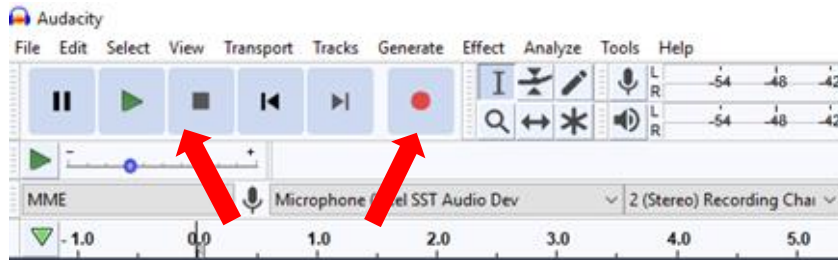 Audacity
File Edit Select View Transport Tracks Generate Effect Analyze Tools Help
L -54 -48 -42
R
L -54 -48 -42
R
- +
MME Microphone el SST Audio Dev 2 (Stereo) Recording Chai
- 1.0 0.0 1.0 2.0 3.0 4.0 5.0